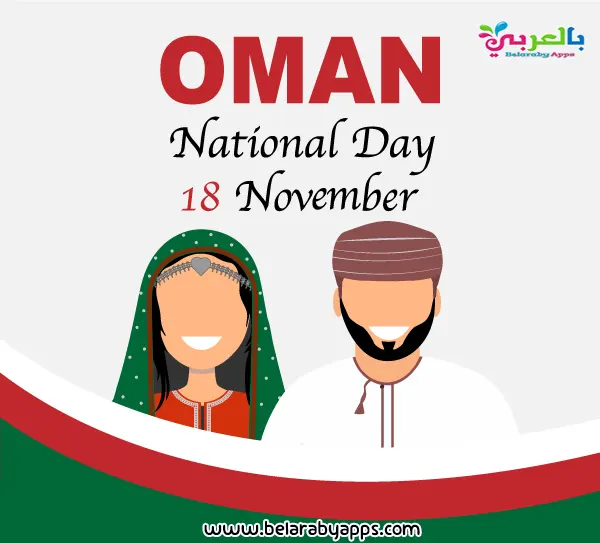 OMAN
بالعربي
Belaraby Apps
National Day
18 November
www.belarabyapps.com